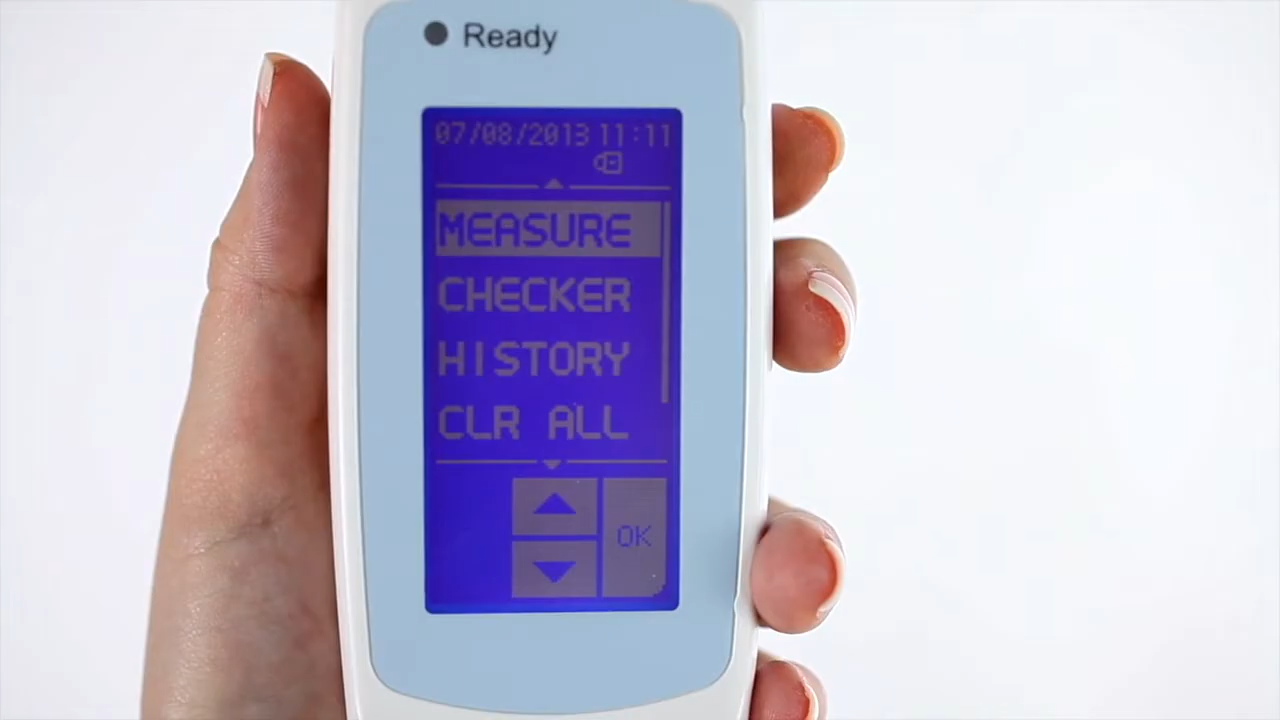 Ready
07/08/2013 11:11
MEASURE
CHECKER
HISTORY
CLR ALL
OK